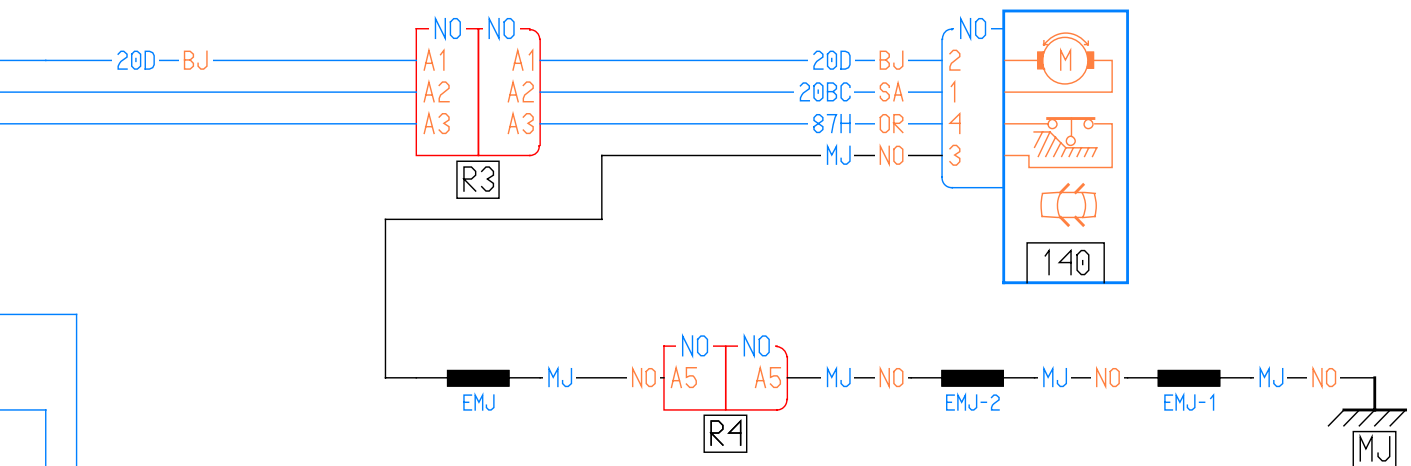 NO NO NO
20D BJ A1 A1 20D BJ 2 M
A2 A2 20BC SA 1
A3 A3 87H OR 4
MJ NO 3
R3
140
NO NO
EMJ MJ NO A5 A5 MJ NO EMJ-2 MJ NO EMJ-1 MJ NO
R4
MJ